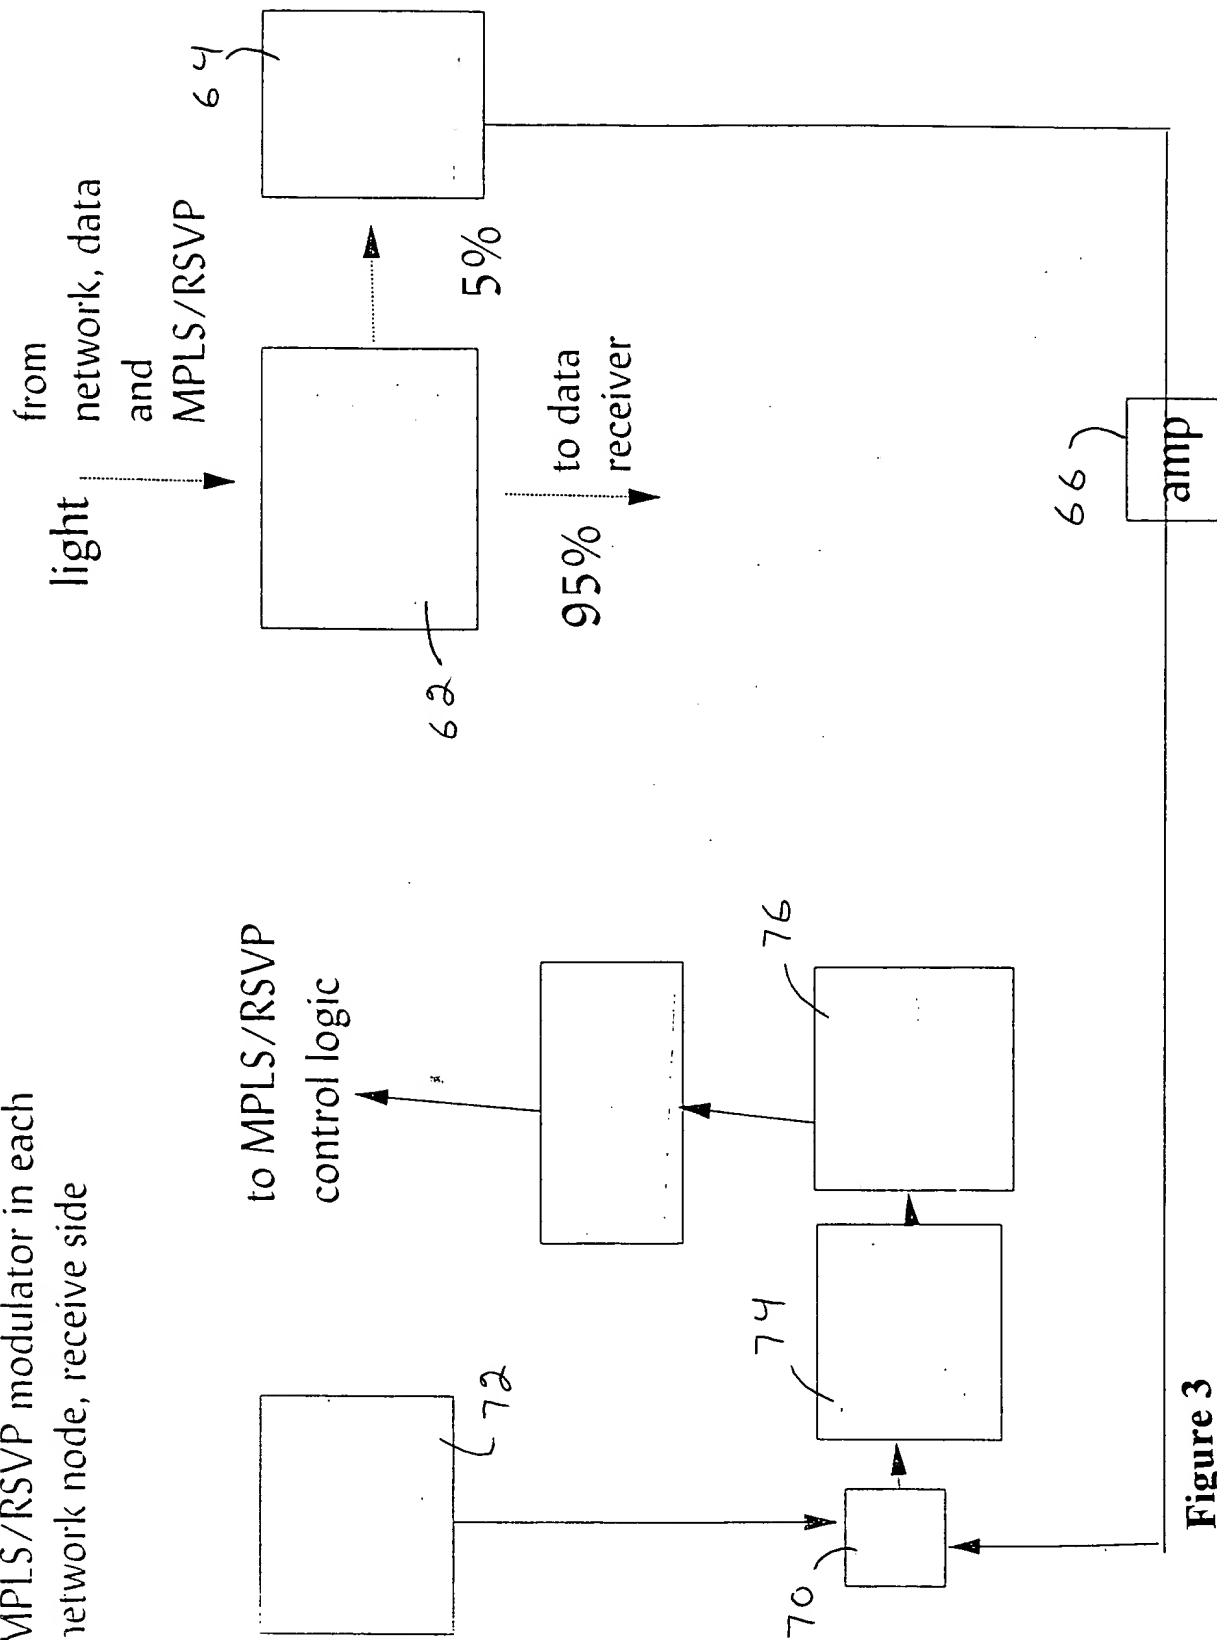 MPLS/RSVP modulator in each
network node, receive side
light
from
network, data
and
MPLS/RSVP
64
62
5%
95%
to data
receiver
to MPLS/RSVP
control logic
72
76
74
70
66
amp
Figure 3